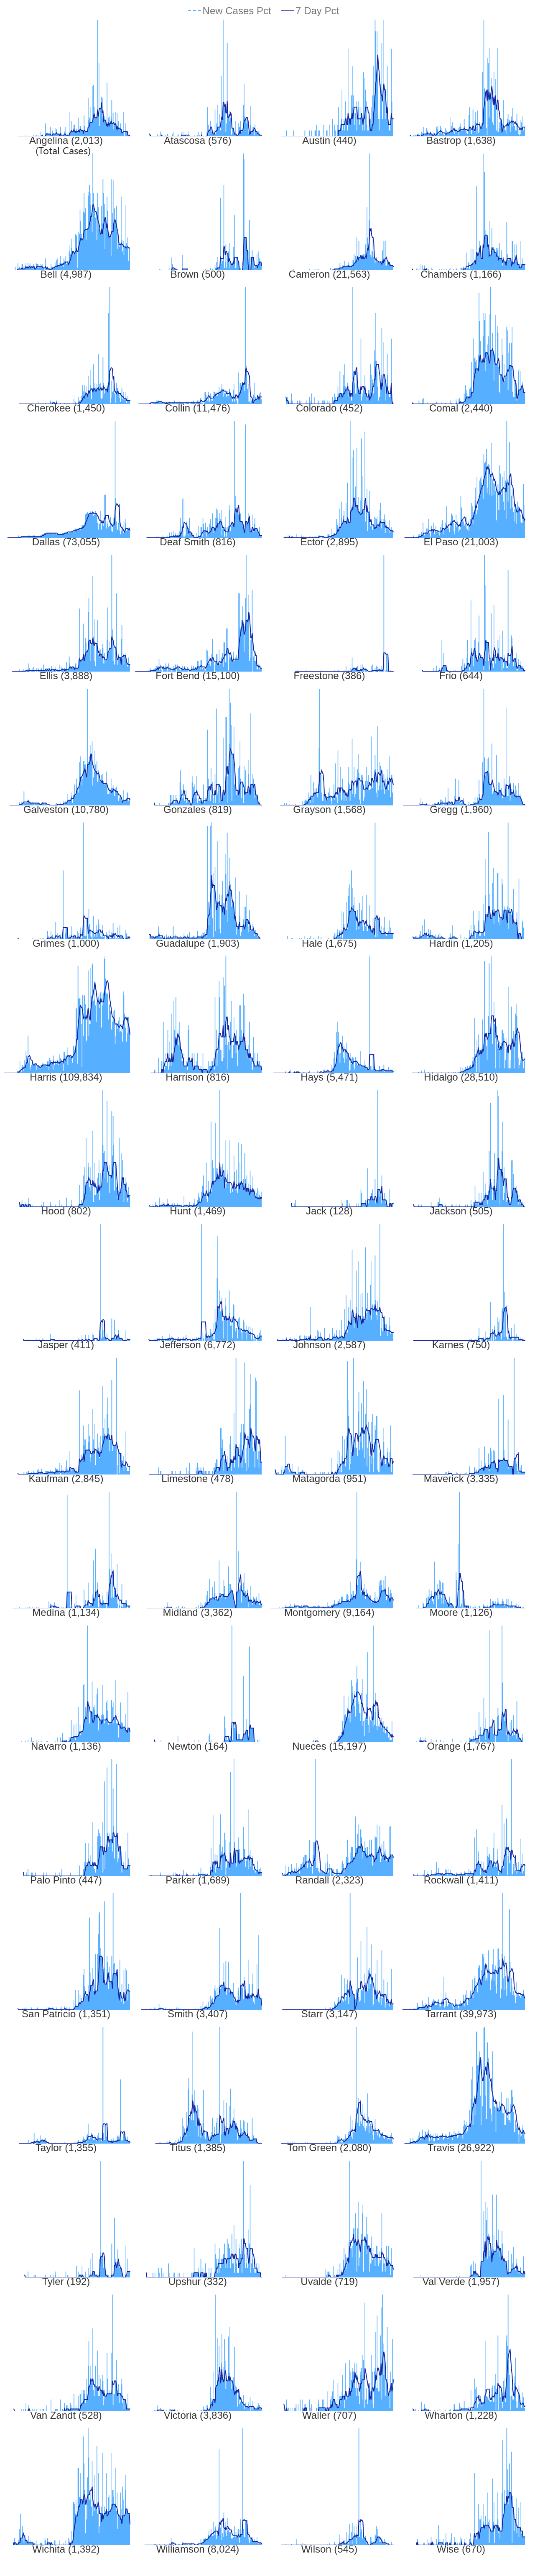 New Cases Pct 7 Day Pct
Angelina (2,013) Atascosa (576) Austin (440) Bastrop (1,638)
(Total Cases)
Bell (4,987) Brown (500) Cameron (21,563) Chambers (1,166)
Cherokee (1,450) Collin (11,476) Colorado (452) Comal (2,440)
Dallas (73,055) Deaf Smith (816) Ector (2,895) El Paso (21,003)
Ellis (3,888) Fort Bend (15,100) Freestone (386) Frio (644)
Galveston (10,780) Gonzales (819) Grayson (1,568) Gregg (1,960)
Grimes (1,000) Guadalupe (1,903) Hale (1,675) Hardin (1,205)
Harris (109,834) Harrison (816) Hays (5,471) Hidalgo (28,510)
Hood (802) Hunt (1,469) Jack (128) Jackson (505)
Jasper (411) Jefferson (6,772) Johnson (2,587) Karnes (750)
Kaufman (2,845) Limestone (478) Matagorda (951) Maverick (3,335)
Medina (1,134) Midland (3,362) Montgomery (9,164) Moore (1,126)
Navarro (1,136) Newton (164) Nueces (15,197) Orange (1,767)
Palo Pinto (447) Parker (1,689) Randall (2,323) Rockwall (1,411)
San Patricio (1,351) Smith (3,407) Starr (3,147) Tarrant (39,973)
Taylor (1,355) Titus (1,385) Tom Green (2,080) Travis (26,922)
Tyler (192) Upshur (332) Uvalde (719) Val Verde (1,957)
Van Zandt (528) Victoria (3,836) Waller (707) Wharton (1,228)
Wichita (1,392) Williamson (8,024) Wilson (545) Wise (670)